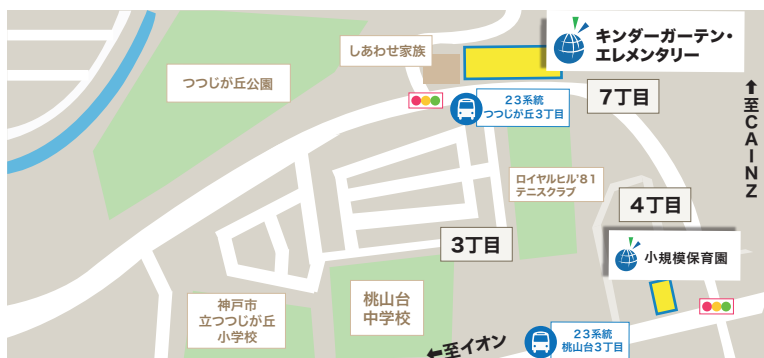 キンダーガーテン・
エレメンタリー
しあわせ家族
つつじが丘公園
23系統
つつじが丘3丁目
7丁目
↑至CAINZ
ロイヤルヒル'81
テニスクラブ
4丁目
3丁目
小規模保育園
神戸市
立つつじが丘
小学校
桃山台
中学校
←至イオン
23系統
桃山台3丁目